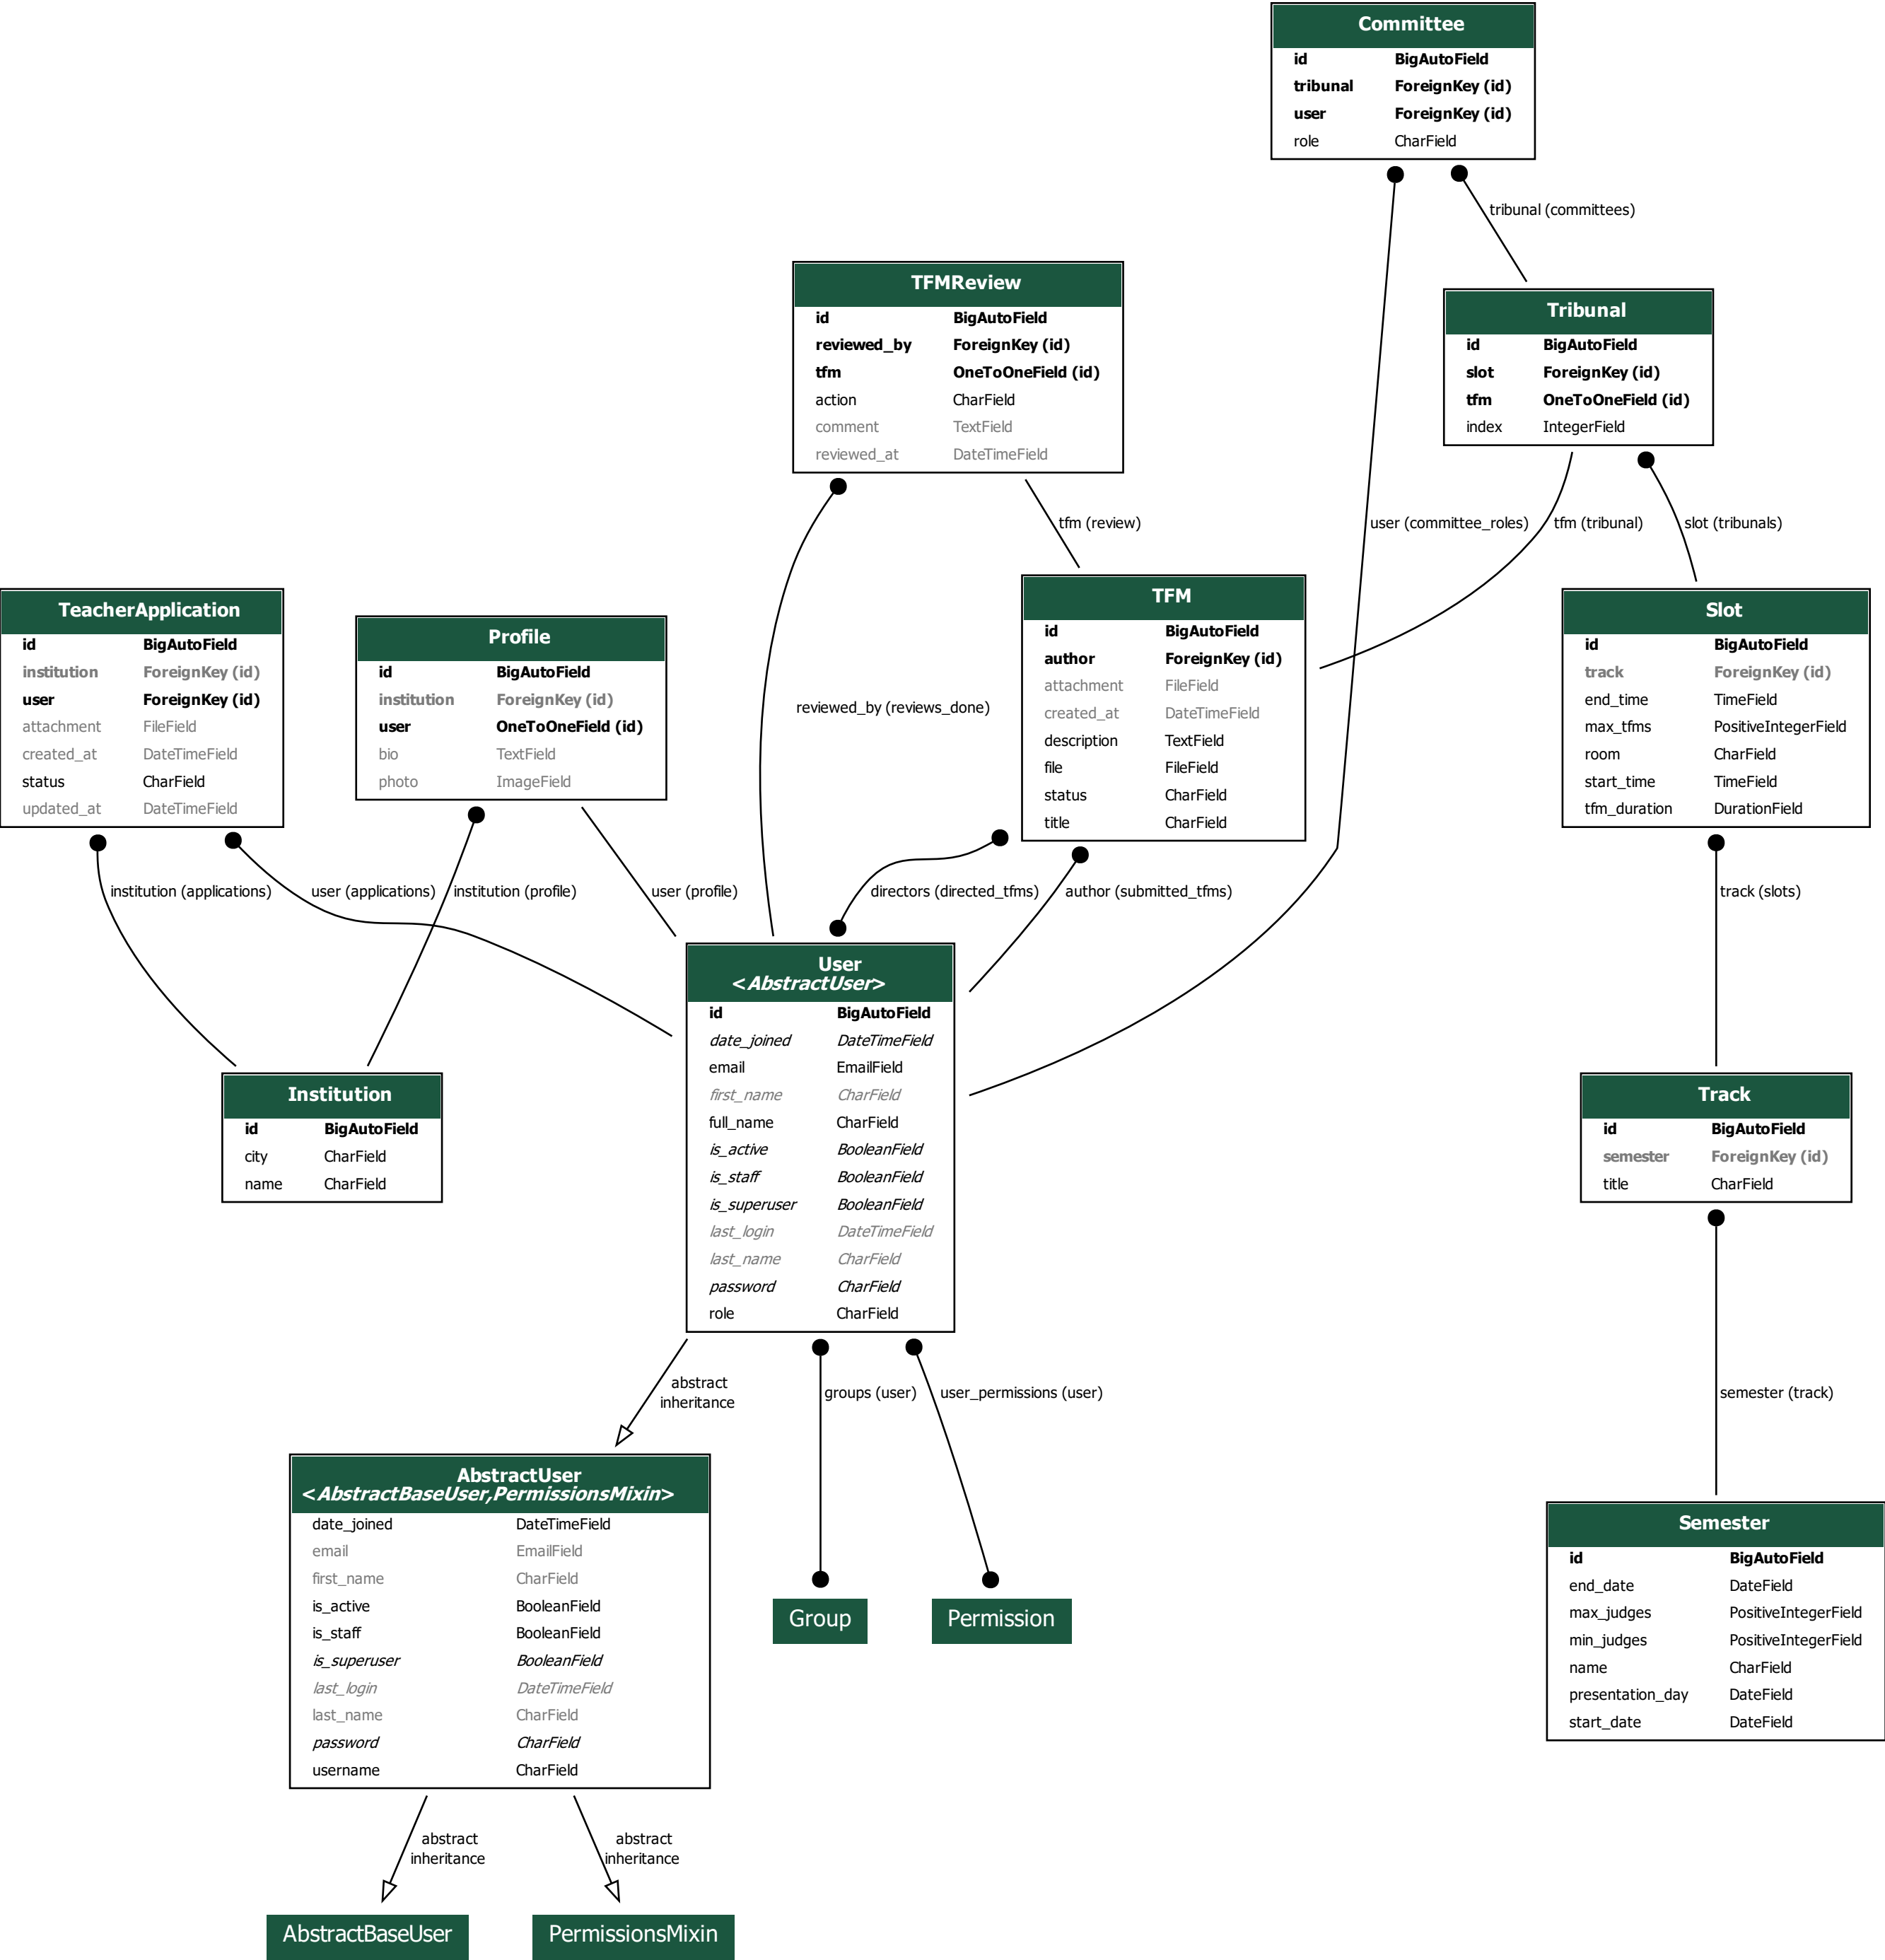 Committee
id BigAutoField
tribunal ForeignKey (id)
user ForeignKey (id)
role CharField
tribunal (committees)
TFMReview
id BigAutoField
reviewed_by ForeignKey (id)
tfm OneToOneField (id)
action CharField
comment TextField
reviewed_at DateTimeField
Tribunal
id BigAutoField
slot ForeignKey (id)
tfm OneToOneField (id)
index IntegerField
tfm (review)
user (committee_roles)
tfm (tribunal)
slot (tribunals)
TeacherApplication
id BigAutoField
institution ForeignKey (id)
user ForeignKey (id)
attachment FileField
created_at DateTimeField
status CharField
updated_at DateTimeField
Profile
id BigAutoField
institution ForeignKey (id)
user OneToOneField (id)
bio TextField
photo ImageField
reviewed_by (reviews_done)
TFM
id BigAutoField
author ForeignKey (id)
attachment FileField
created_at DateTimeField
description TextField
file FileField
status CharField
title CharField
Slot
id BigAutoField
track ForeignKey (id)
end_time TimeField
max_tfms PositiveIntegerField
room CharField
start_time TimeField
tfm_duration DurationField
institution (applications)
user (applications)
institution (profile)
user (profile)
directors (directed_tfms)
author (submitted_tfms)
track (slots)
User
<AbstractUser>
id BigAutoField
date_joined DateTimeField
email EmailField
first_name CharField
full_name CharField
is_active BooleanField
is_staff BooleanField
is_superuser BooleanField
last_login DateTimeField
last_name CharField
password CharField
role CharField
Institution
id BigAutoField
city CharField
name CharField
Track
id BigAutoField
semester ForeignKey (id)
title CharField
abstract
inheritance
groups (user)
user_permissions (user)
semester (track)
AbstractUser
<AbstractBaseUser,PermissionsMixin>
date_joined DateTimeField
email EmailField
first_name CharField
is_active BooleanField
is_staff BooleanField
is_superuser BooleanField
last_login DateTimeField
last_name CharField
password CharField
username CharField
Group
Permission
Semester
id BigAutoField
end_date DateField
max_judges PositiveIntegerField
min_judges PositiveIntegerField
name CharField
presentation_day DateField
start_date DateField
abstract
inheritance
abstract
inheritance
AbstractBaseUser
PermissionsMixin